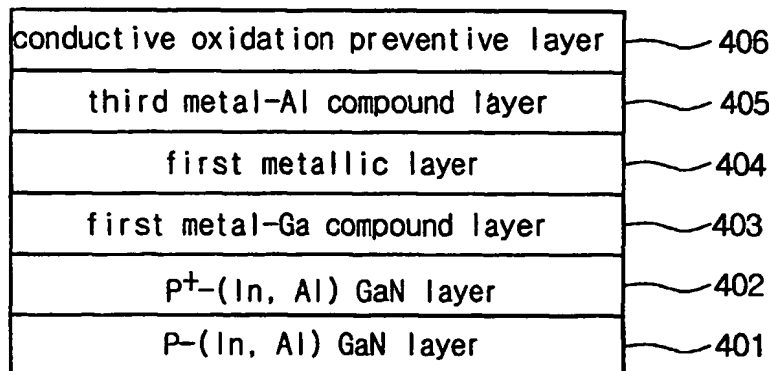 conductive oxidation preventive layer 406
third metal-Al compound layer 405
first metallic layer 404
first metal-Ga compound layer 403
P+-(In, Al) GaN layer 402
P-(In, Al) GaN layer 401